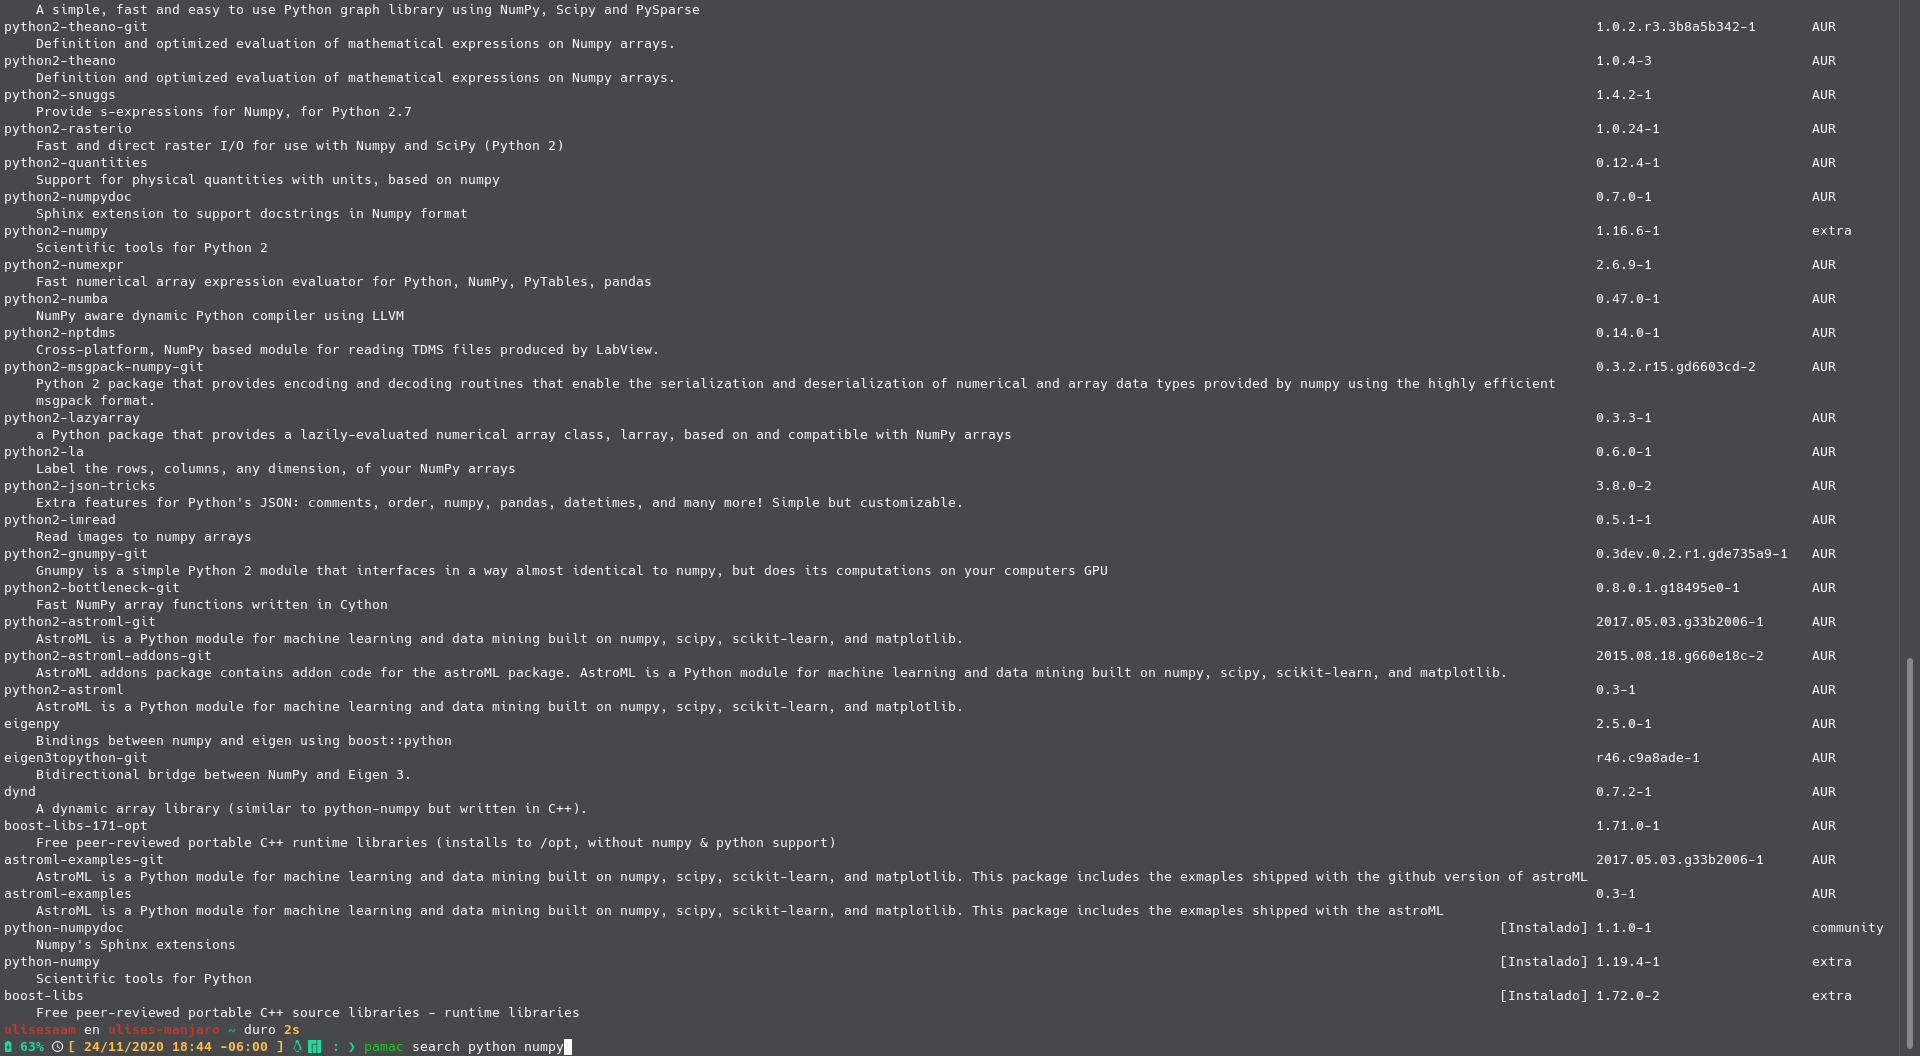 A simple, fast and easy to use Python graph library using NumPy, Scipy and PySparse
python2-theano-git 1.0.2.r3.3b8a5b342-1 AUR
Definition and optimized evaluation of mathematical expressions on Numpy arrays.
python2-theano 1.0.4-3 AUR
Definition and optimized evaluation of mathematical expressions on Numpy arrays.
python2-snuggs 1.4.2-1 AUR
Provide s-expressions for Numpy, for Python 2.7
python2-rasterio 1.0.24-1 AUR
Fast and direct raster I/O for use with Numpy and SciPy (Python 2)
python2-quantities 0.12.4-1 AUR
Support for physical quantities with units, based on numpy
python2-numpydoc 0.7.0-1 AUR
Sphinx extension to support docstrings in Numpy format
python2-numpy 1.16.6-1 extra
Scientific tools for Python 2
python2-numexpr 2.6.9-1 AUR
Fast numerical array expression evaluator for Python, NumPy, PyTables, pandas
python2-numba 0.47.0-1 AUR
NumPy aware dynamic Python compiler using LLVM
python2-nptdms 0.14.0-1 AUR
Cross-platform, NumPy based module for reading TDMS files produced by LabView.
python2-msgpack-numpy-git 0.3.2.r15.gd6603cd-2 AUR
Python 2 package that provides encoding and decoding routines that enable the serialization and deserialization of numerical and array data types provided by numpy using the highly efficient
msgpack format.
python2-lazyarray 0.3.3-1 AUR
a Python package that provides a lazily-evaluated numerical array class, larray, based on and compatible with NumPy arrays
python2-la 0.6.0-1 AUR
Label the rows, columns, any dimension, of your NumPy arrays
python2-json-tricks 3.8.0-2 AUR
Extra features for Python's JSON: comments, order, numpy, pandas, datetimes, and many more! Simple but customizable.
python2-imread 0.5.1-1 AUR
Read images to numpy arrays
python2-gnumpy-git 0.3dev.0.2.r1.gde735a9-1 AUR
Gnumpy is a simple Python 2 module that interfaces in a way almost identical to numpy, but does its computations on your computers GPU
python2-bottleneck-git 0.8.0.1.g18495e0-1 AUR
Fast NumPy array functions written in Cython
python2-astroml-git 2017.05.03.g33b2006-1 AUR
AstroML is a Python module for machine learning and data mining built on numpy, scipy, scikit-learn, and matplotlib.
python2-astroml-addons-git 2015.08.18.g660e18c-2 AUR
AstroML addons package contains addon code for the astroML package. AstroML is a Python module for machine learning and data mining built on numpy, scipy, scikit-learn, and matplotlib.
python2-astroml 0.3-1 AUR
AstroML is a Python module for machine learning and data mining built on numpy, scipy, scikit-learn, and matplotlib.
eigenpy 2.5.0-1 AUR
Bindings between numpy and eigen using boost::python
eigen3topython-git r46.c9a8ade-1 AUR
Bidirectional bridge between NumPy and Eigen 3.
dynd 0.7.2-1 AUR
A dynamic array library (similar to python-numpy but written in C++).
boost-libs-171-opt 1.71.0-1 AUR
Free peer-reviewed portable C++ runtime libraries (installs to /opt, without numpy & python support)
astroml-examples-git 2017.05.03.g33b2006-1 AUR
AstroML is a Python module for machine learning and data mining built on numpy, scipy, scikit-learn, and matplotlib. This package includes the exmaples shipped with the github version of astroML
astroml-examples 0.3-1 AUR
AstroML is a Python module for machine learning and data mining built on numpy, scipy, scikit-learn, and matplotlib. This package includes the exmaples shipped with the astroML
python-numpydoc [Instalado] 1.1.0-1 community
Numpy's Sphinx extensions
python-numpy [Instalado] 1.19.4-1 extra
Scientific tools for Python
boost-libs [Instalado] 1.72.0-2 extra
Free peer-reviewed portable C++ source libraries - runtime libraries
ulisesaam en ulises-manjaro ~ duro 2s
63% [ 24/11/2020 18:44 -06:00 ] : ❯ pamac search python numpy